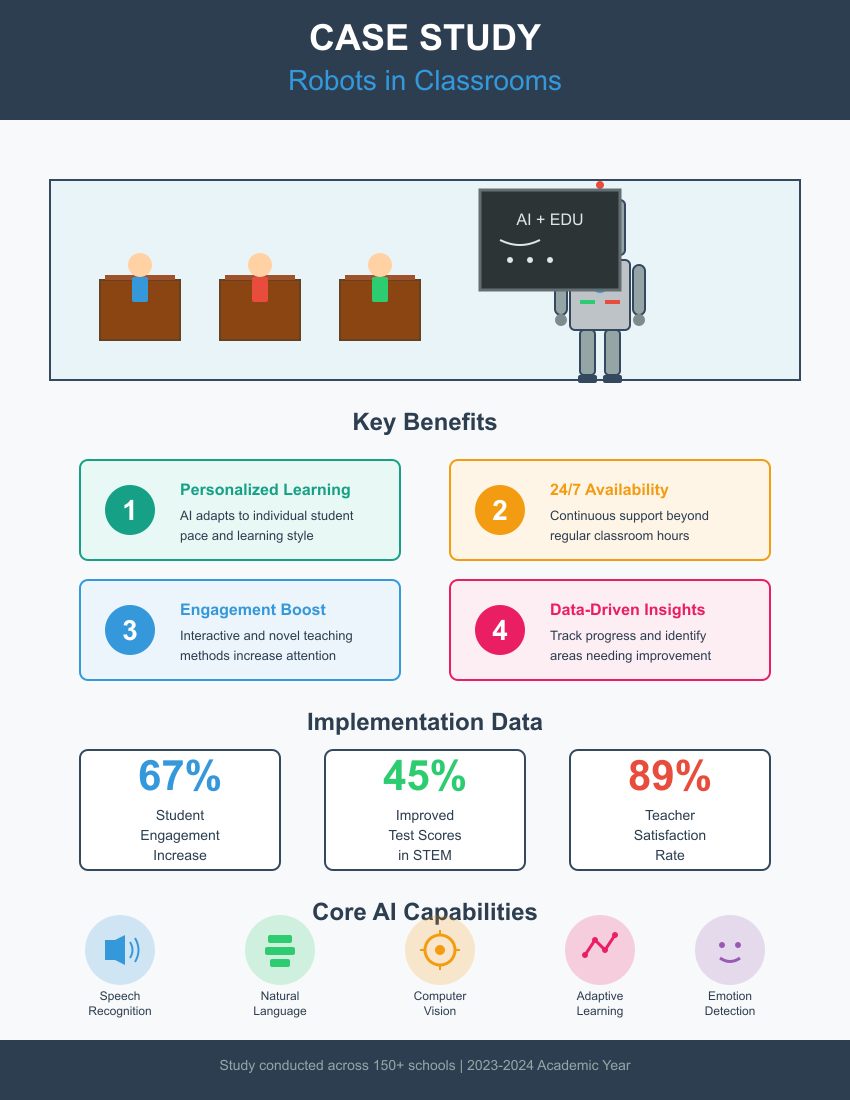 CASE STUDY
Robots in Classrooms
AI + EDU
Key Benefits
1
Personalized Learning
AI adapts to individual student
pace and learning style
2
24/7 Availability
Continuous support beyond
regular classroom hours
3
Engagement Boost
Interactive and novel teaching
methods increase attention
4
Data-Driven Insights
Track progress and identify
areas needing improvement
Implementation Data
67%
Student
Engagement
Increase
45%
Improved
Test Scores
in STEM
89%
Teacher
Satisfaction
Rate
Core AI Capabilities
Speech
Recognition
Natural
Language
Computer
Vision
Adaptive
Learning
Emotion
Detection
Study conducted across 150+ schools | 2023-2024 Academic Year